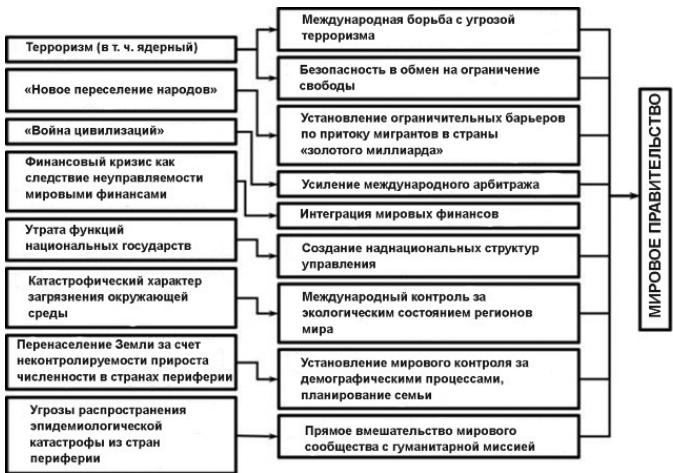 Терроризм (в т. ч. ядерный)
«Новое переселение народов»
«Война цивилизаций»
Финансовый кризис как
следствие неуправляемости
мировыми финансами
Утрата функций
национальных государств
Катастрофический характер
загрязнения окружающей
среды
Перенаселение Земли за счет
неконтролируемости прироста
численности в странах периферии
Угрозы распространения
эпидемиологической
катастрофы из стран
периферии
Международная борьба с угрозой
терроризма
Безопасность в обмен на ограничение
свободы
Установление ограничительных барьеров
по притоку мигрантов в страны
«золотого миллиарда»
Усиление международного арбитража
Интеграция мировых финансов
Создание наднациональных структур
управления
Международный контроль за
экологическим состоянием регионов
мира
Установление мирового контроля за
демографическими процессами,
планирование семьи
Прямое вмешательство мирового
сообщества с гуманитарной миссией
МИРОВОЕ ПРАВИТЕЛЬСТВО